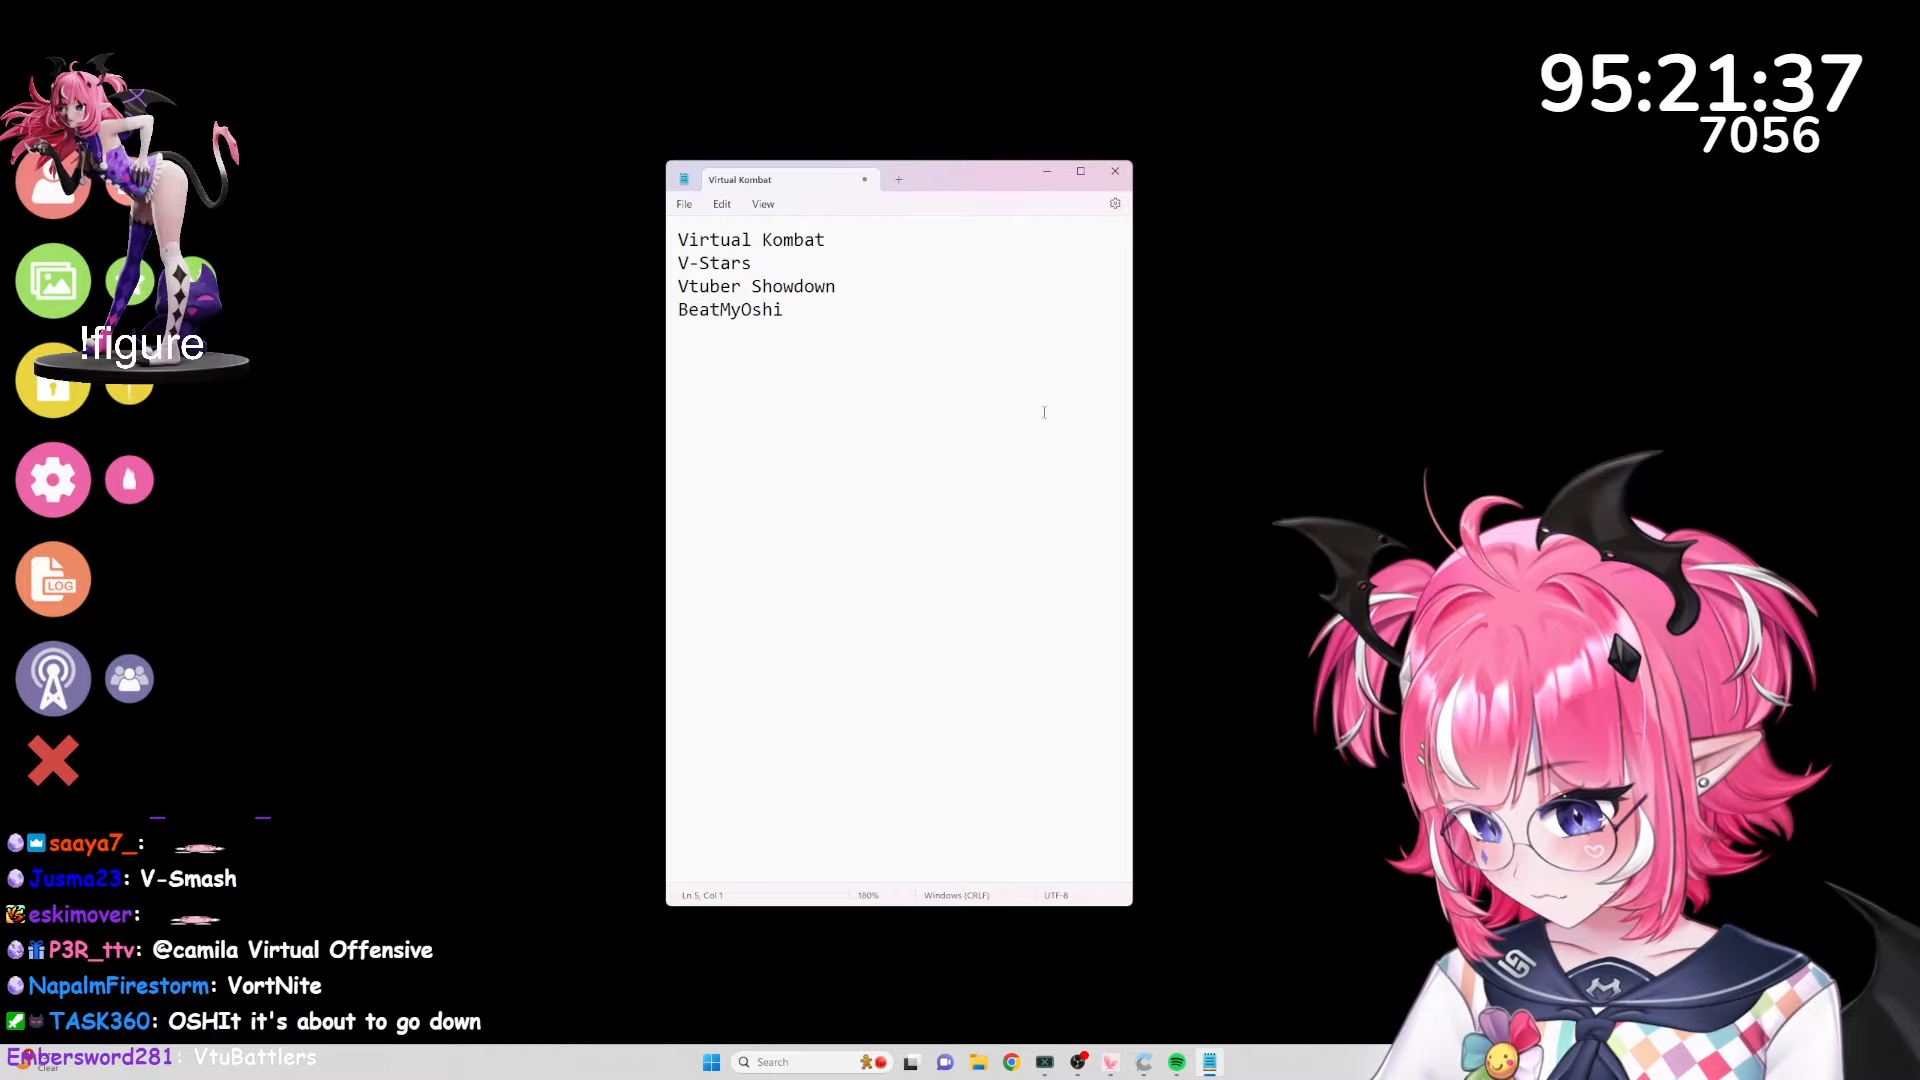 95:21:37
7056
Virtual Kombat
File Edit View
Virtual Kombat
V-Stars
Vtuber Showdown
BeatMyOshi
!figure
LOG
Ln 5, Col 1 180% Windows (CRLF) UTF-8
saaya7_:
Jusma23: V-Smash
eskimover:
P3R_ttv: @camila Virtual Offensive
NapalmFirestorm: VortNite
TASK360: OSHIt it's about to go down
Embersword281: VtuBattlers
Clear
Search